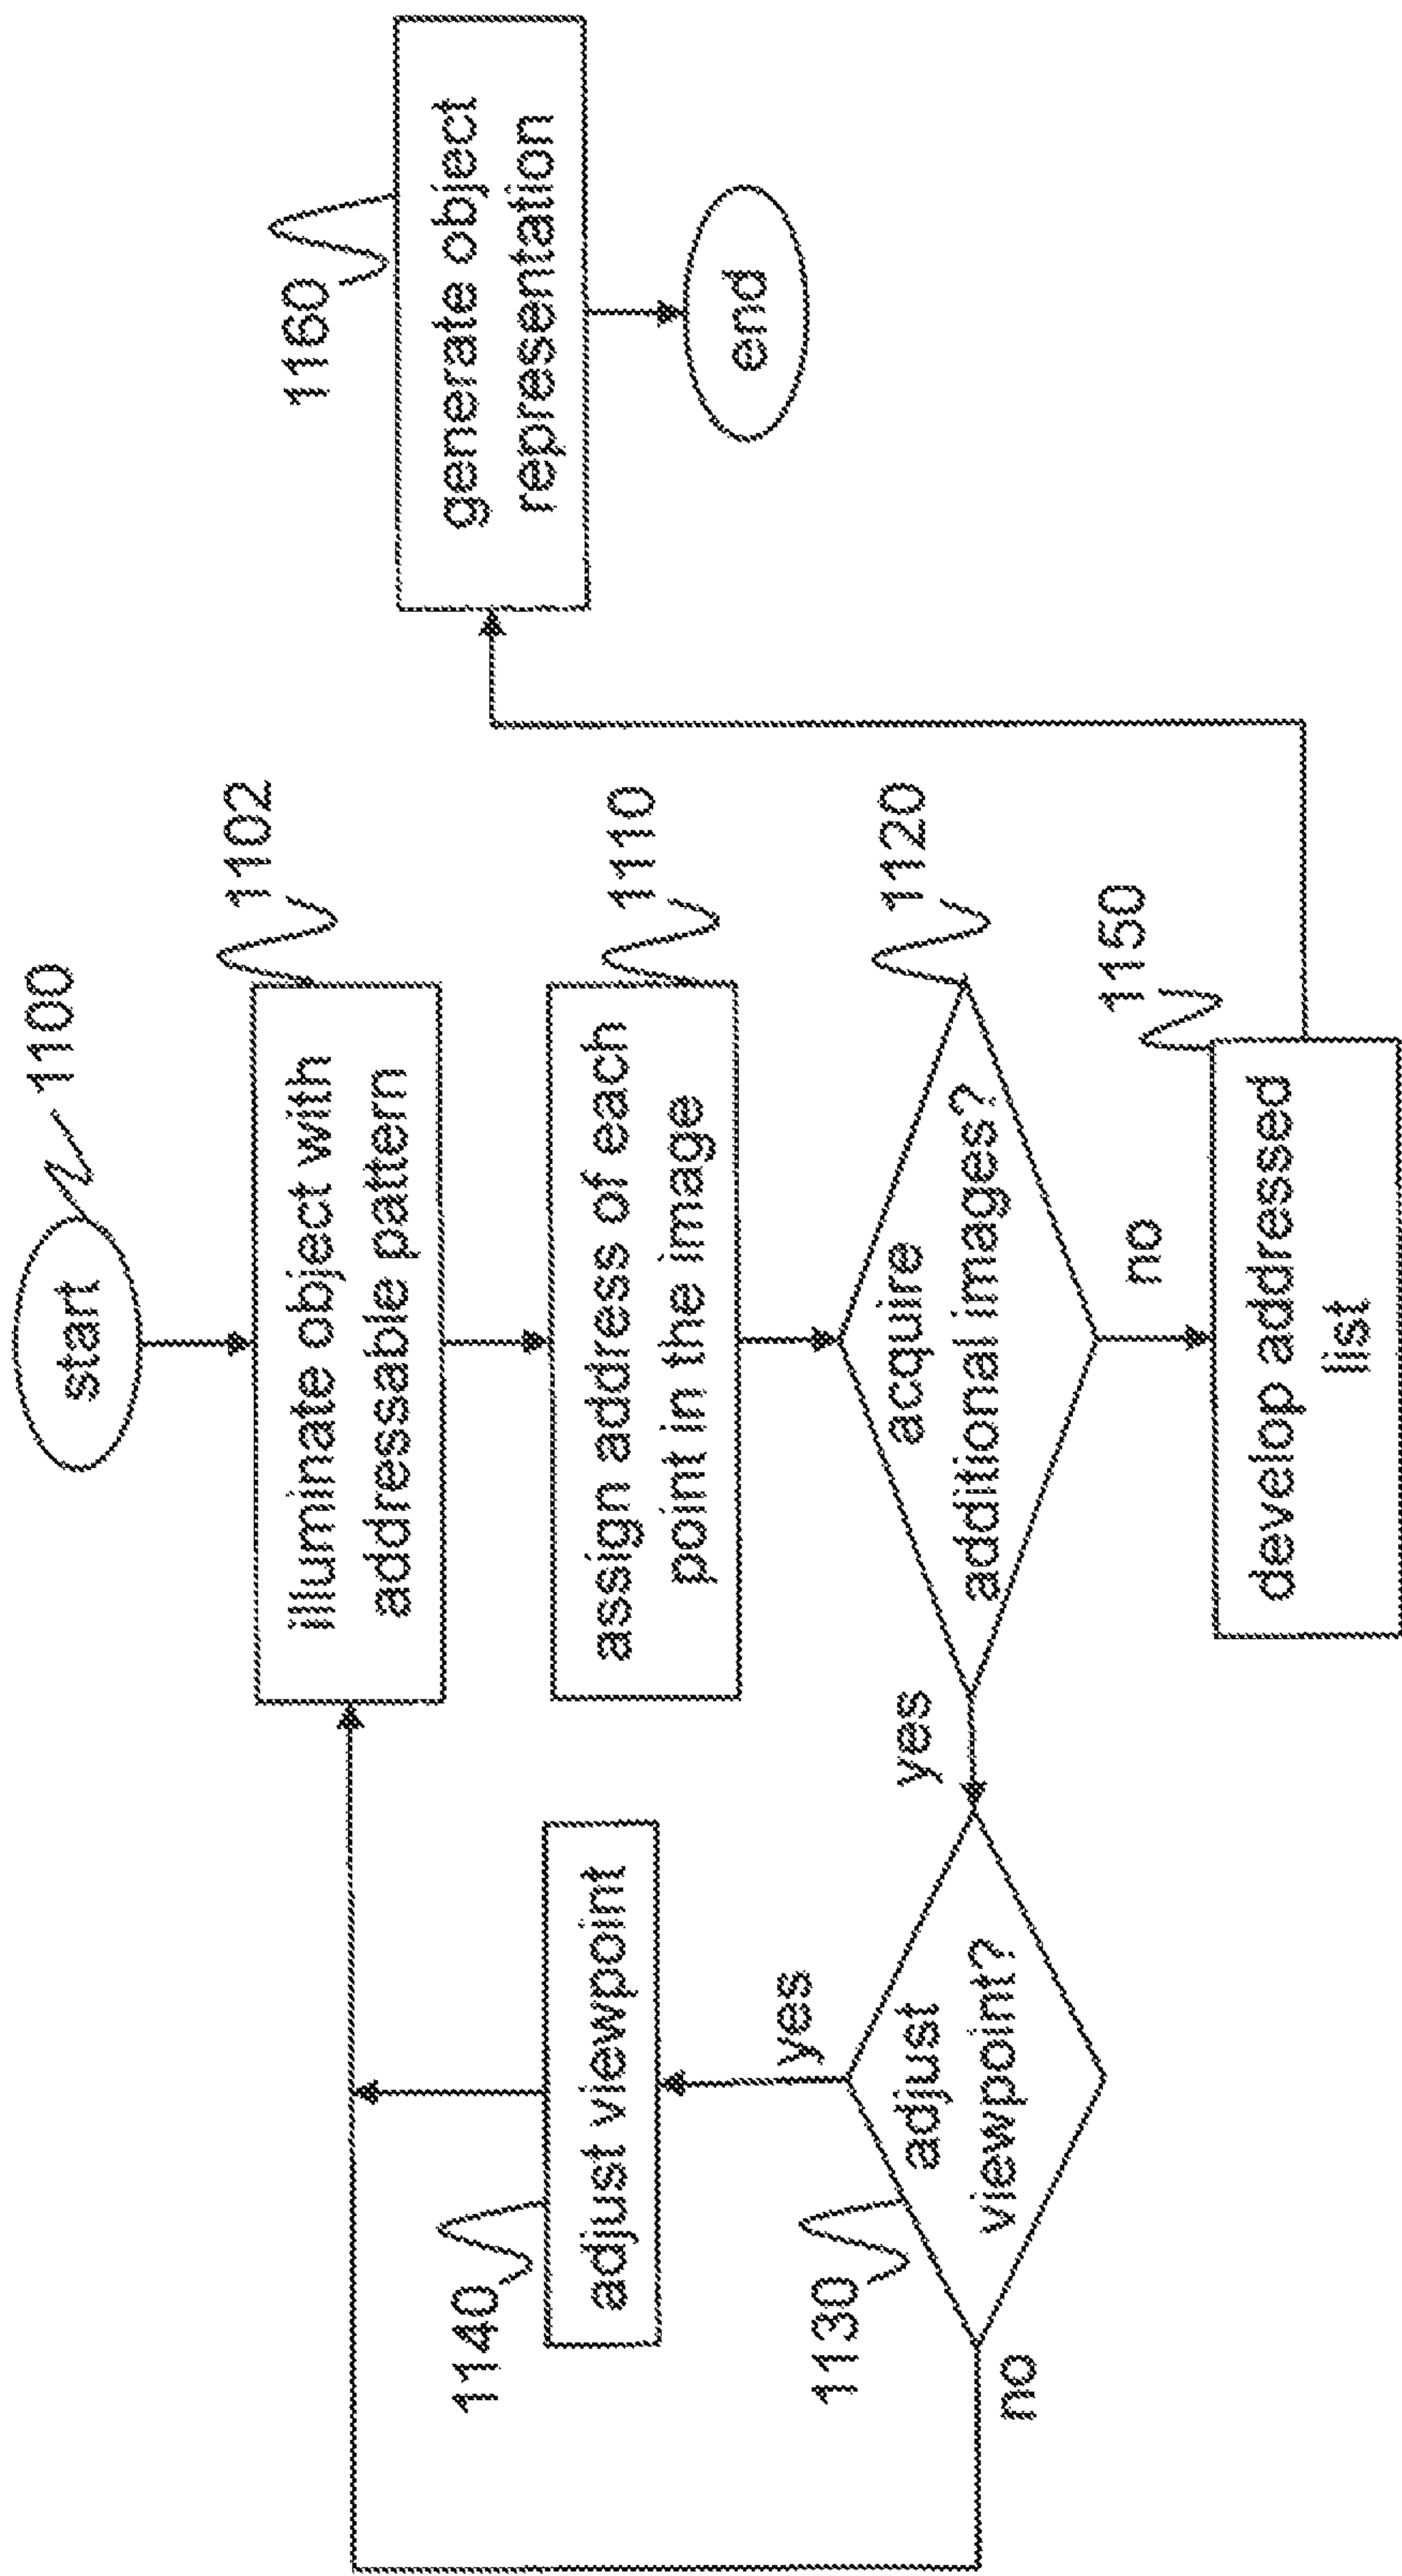 start
1100
illuminate object with
addressable pattern
1102
assign address of each
point in the image
1110
acquire
additional images?
1120
yes
no
adjust
viewpoint?
1130
yes
no
adjust viewpoint
1140
develop addressed
list
1150
generate object
representation
1160
end